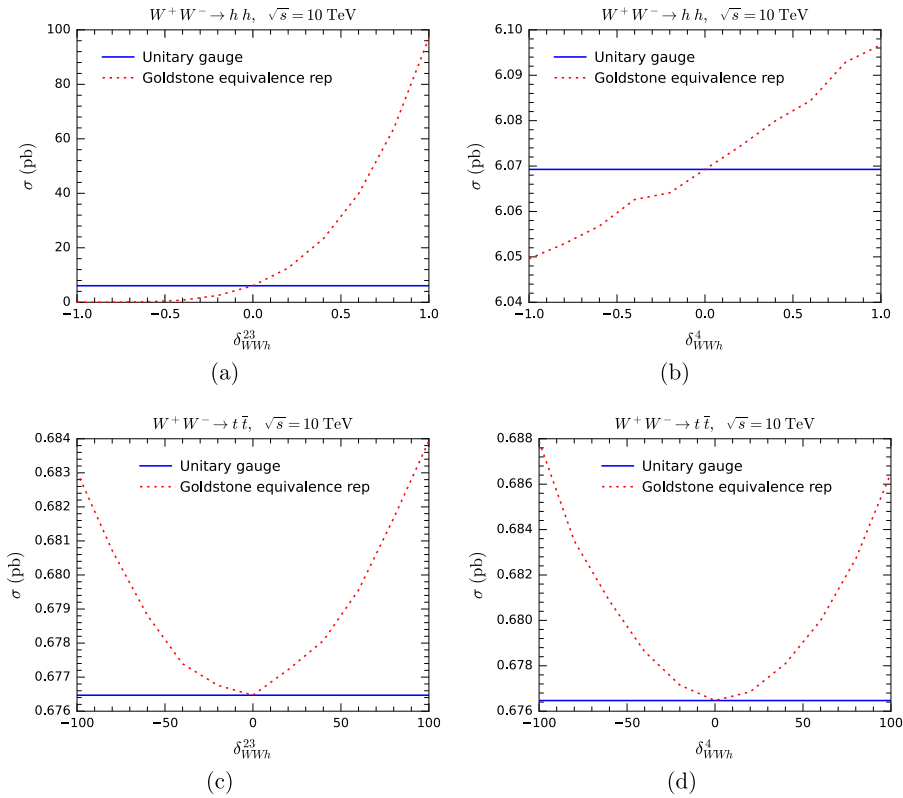 W⁺ W⁻ → h h, √s = 10 TeV
W⁺ W⁻ → h h, √s = 10 TeV
100
80
60
40
20
0
σ (pb)
Unitary gauge
Goldstone equivalence rep
−1.0 −0.5 0.0 0.5 1.0
δ²³_WWh
(a)
6.10
6.09
6.08
6.07
6.06
6.05
6.04
σ (pb)
Unitary gauge
Goldstone equivalence rep
−1.0 −0.5 0.0 0.5 1.0
δ⁴_WWh
(b)
W⁺ W⁻ → t t̅, √s = 10 TeV
W⁺ W⁻ → t t̅, √s = 10 TeV
0.684
0.683
0.682
0.681
0.680
0.679
0.678
0.677
0.676
σ (pb)
Unitary gauge
Goldstone equivalence rep
−100 −50 0 50 100
δ²³_WWh
(c)
0.688
0.686
0.684
0.682
0.680
0.678
0.676
σ (pb)
Unitary gauge
Goldstone equivalence rep
−100 −50 0 50 100
δ⁴_WWh
(d)